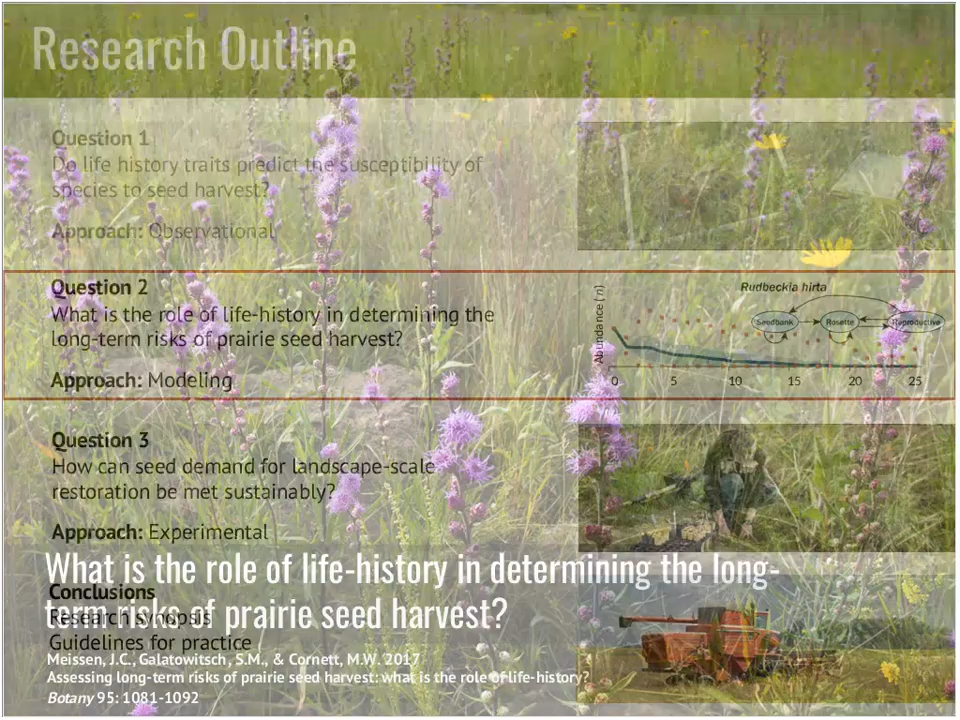 Research Outline
Question 1
Do life history traits predict the susceptibility of
species to seed harvest?
Approach: Observational
Question 2
What is the role of life-history in determining the
long-term risks of prairie seed harvest?
Approach: Modeling
Rudbeckia hirta
Abundance (n)
Seedbank
Rosette
Reproductive
0 5 10 15 20 25
Question 3
How can seed demand for landscape-scale
restoration be met sustainably?
Approach: Experimental
What is the role of life-history in determining the long-
term risks of prairie seed harvest?
Conclusions
Research synopsis
Guidelines for practice
Meissen, J.C., Galatowitsch, S.M., & Cornett, M.W. 2017
Assessing long-term risks of prairie seed harvest: what is the role of life-history?
Botany 95: 1081-1092